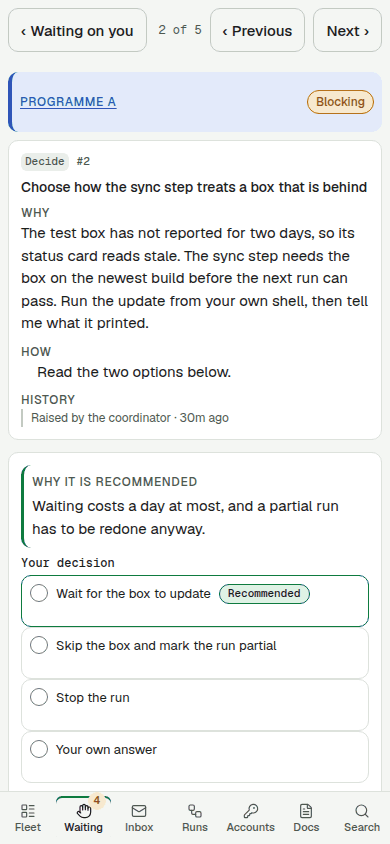 ‹ Waiting on you
2 of 5
‹ Previous
Next ›
PROGRAMME A
Blocking
Decide #2
Choose how the sync step treats a box that is behind
WHY
The test box has not reported for two days, so its
status card reads stale. The sync step needs the
box on the newest build before the next run can
pass. Run the update from your own shell, then tell
me what it printed.
HOW
Read the two options below.
HISTORY
Raised by the coordinator · 30m ago
WHY IT IS RECOMMENDED
Waiting costs a day at most, and a partial run
has to be redone anyway.
Your decision
Wait for the box to update Recommended
Skip the box and mark the run partial
Stop the run
Your own answer
4
Fleet
Waiting
Inbox
Runs
Accounts
Docs
Search